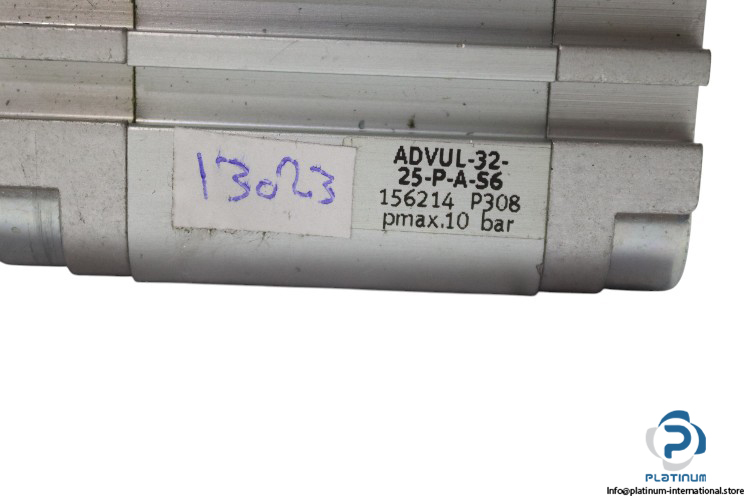 13023
ADVUL-32-
25-P-A-S6
156214 P308
pmax.10 bar
PLATINUM
Info@platinum-international.store